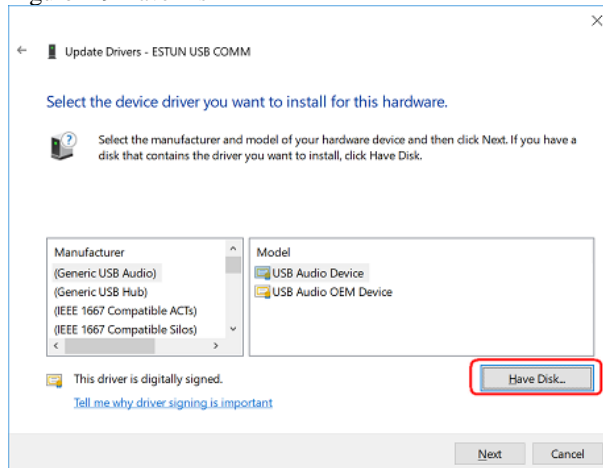 Update Drivers - ESTUN USB COMM
Select the device driver you want to install for this hardware.
Select the manufacturer and model of your hardware device and then click Next. If you have a
disk that contains the driver you want to install, click Have Disk.
Manufacturer
(Generic USB Audio)
(Generic USB Hub)
(IEEE 1667 Compatible ACTs)
(IEEE 1667 Compatible Silos)
Model
USB Audio Device
USB Audio OEM Device
This driver is digitally signed.
Have Disk...
Tell me why driver signing is important
Next
Cancel